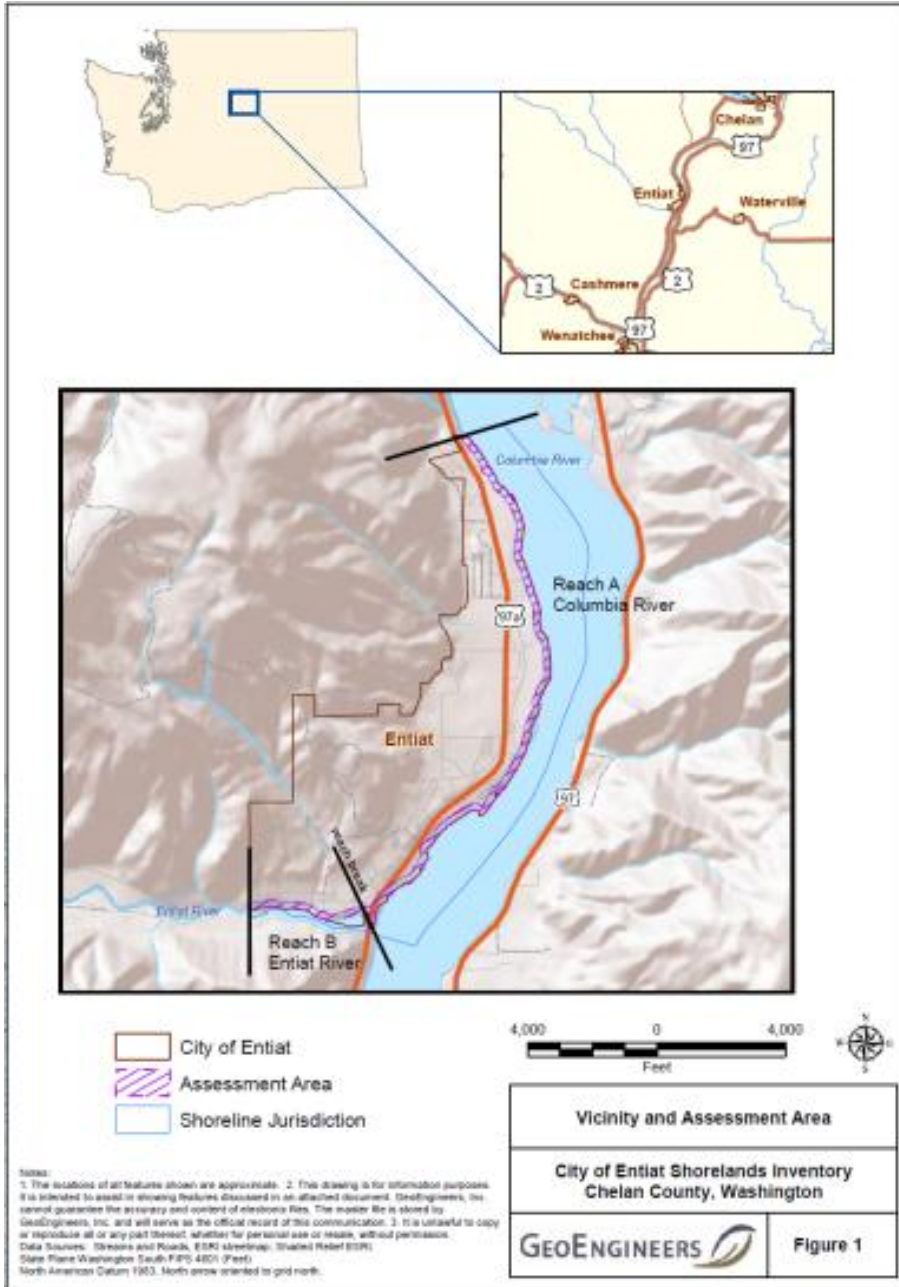 Chelan
97
Entiat
Waterville
2
Cashmere
2
97
Wenatchee
Columbia River
Reach A
Columbia River
97a
Entiat
97
reach break
Entiat River
Reach B
Entiat River
City of Entiat
Assessment Area
Shoreline Jurisdiction
4,000 0 4,000
Feet
N
W
S
Vicinity and Assessment Area
City of Entiat Shorelands Inventory
Chelan County, Washington
GEOENGINEERS
Figure 1
Notes:
1. The locations of all features shown are approximate. 2. This drawing is for information purposes.
It is intended to assist in showing features discussed in an attached document. GeoEngineers, Inc.
cannot guarantee the accuracy and content of electronic files. The master file is stored by
GeoEngineers, Inc. and will serve as the official record of this communication. 3. It is unlawful to copy
or reproduce all or any part thereof, whether for personal use or resale, without permission.
Data Sources: Streams and Roads, ESRI streetmap; Shaded Relief ESRI.
State Plane Washington South FIPS 4601 (Feet)
North American Datum 1983. North arrow oriented to grid north.